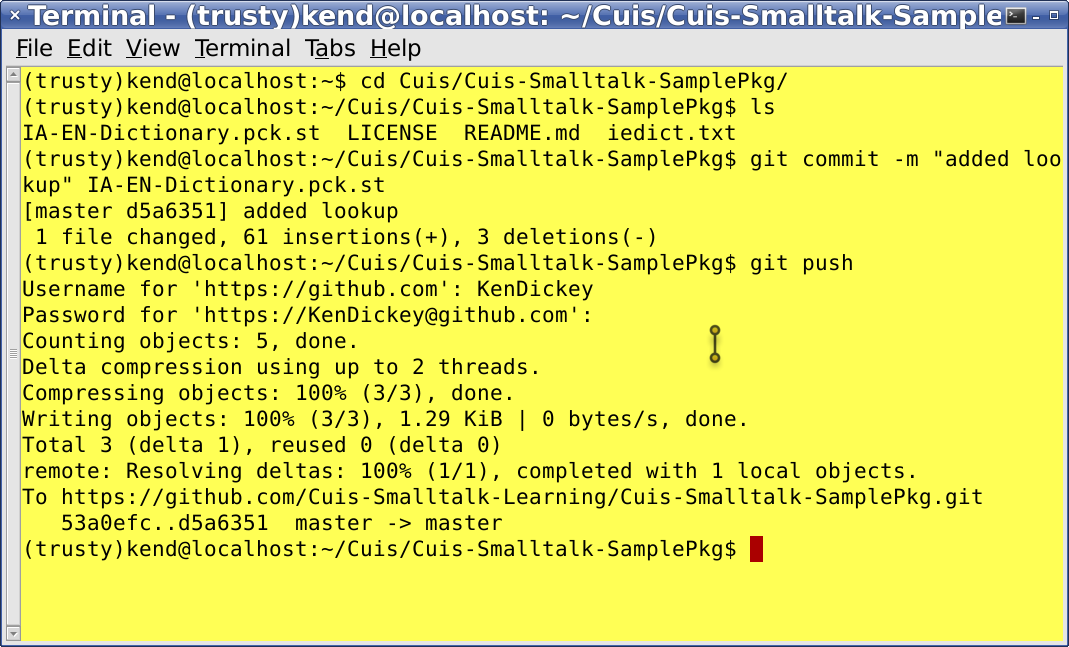 Terminal - (trusty)kend@localhost: ~/Cuis/Cuis-Smalltalk-Sample
File Edit View Terminal Tabs Help
(trusty)kend@localhost:~$ cd Cuis/Cuis-Smalltalk-SamplePkg/
(trusty)kend@localhost:~/Cuis/Cuis-Smalltalk-SamplePkg$ ls
IA-EN-Dictionary.pck.st  LICENSE  README.md  iedict.txt
(trusty)kend@localhost:~/Cuis/Cuis-Smalltalk-SamplePkg$ git commit -m "added loo
kup" IA-EN-Dictionary.pck.st
[master d5a6351] added lookup
 1 file changed, 61 insertions(+), 3 deletions(-)
(trusty)kend@localhost:~/Cuis/Cuis-Smalltalk-SamplePkg$ git push
Username for 'https://github.com': KenDickey
Password for 'https://KenDickey@github.com':
Counting objects: 5, done.
Delta compression using up to 2 threads.
Compressing objects: 100% (3/3), done.
Writing objects: 100% (3/3), 1.29 KiB | 0 bytes/s, done.
Total 3 (delta 1), reused 0 (delta 0)
remote: Resolving deltas: 100% (1/1), completed with 1 local objects.
To https://github.com/Cuis-Smalltalk-Learning/Cuis-Smalltalk-SamplePkg.git
   53a0efc..d5a6351  master -> master
(trusty)kend@localhost:~/Cuis/Cuis-Smalltalk-SamplePkg$